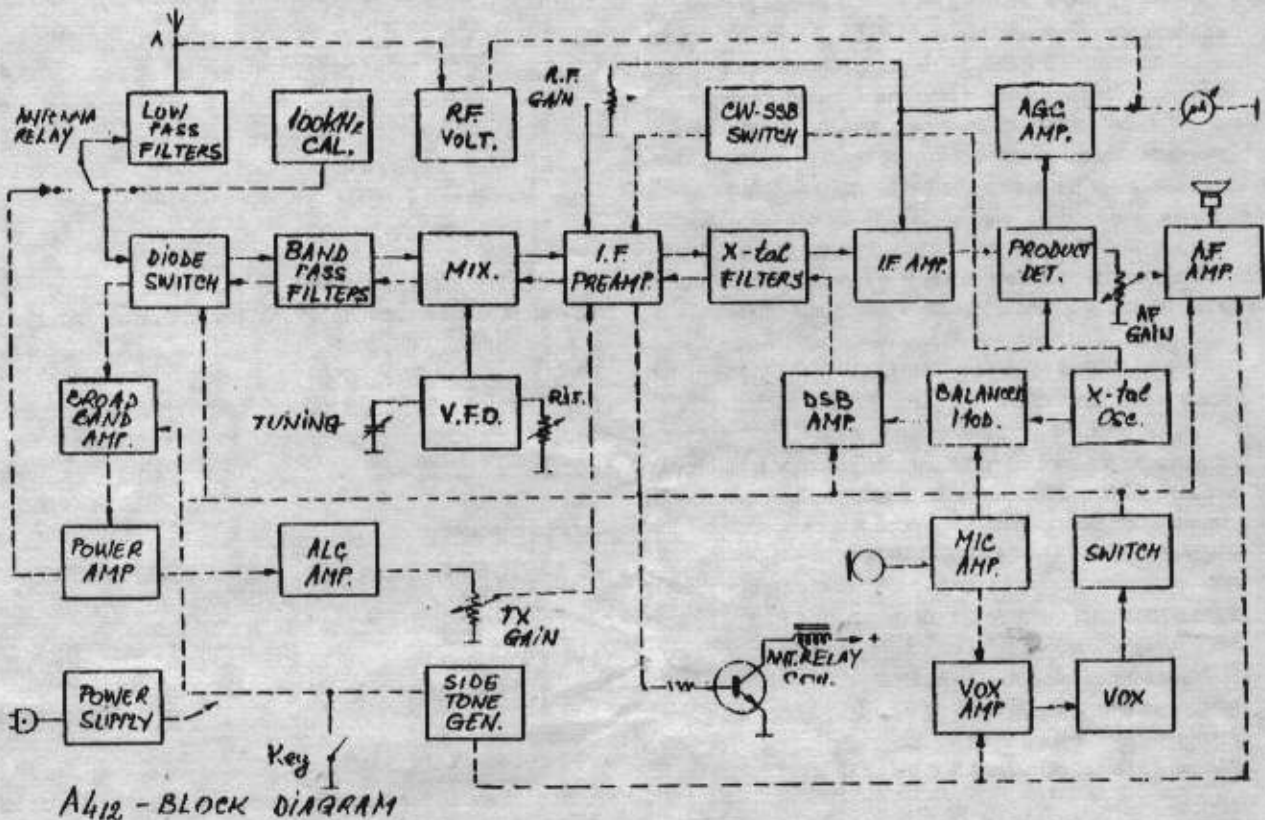 A
ANTENNA
RELAY
LOW
PASS
FILTERS
100KHz
CAL.
RF.
VOLT.
R.F.
GAIN
CW-SSB
SWITCH
AGC
AMP.
μA
DIODE
SWITCH
BAND
PASS
FILTERS
MIX.
I.F
PREAMP.
X-tal
FILTERS
I.F AMP.
PRODUCT
DET.
AF
GAIN
A.F
AMP.
BROAD
BAND
AMP.
TUNING
V.F.O.
R.I.T.
DSB
AMP.
BALANCED
MOD.
X-tal
OSC.
POWER
AMP
ALC
AMP.
TX
GAIN
MIC
AMP.
SWITCH
POWER
SUPPLY
Key
SIDE
TONE
GEN.
ANT. RELAY
COIL
+
VOX
AMP
VOX
A412 - BLOCK DIAGRAM